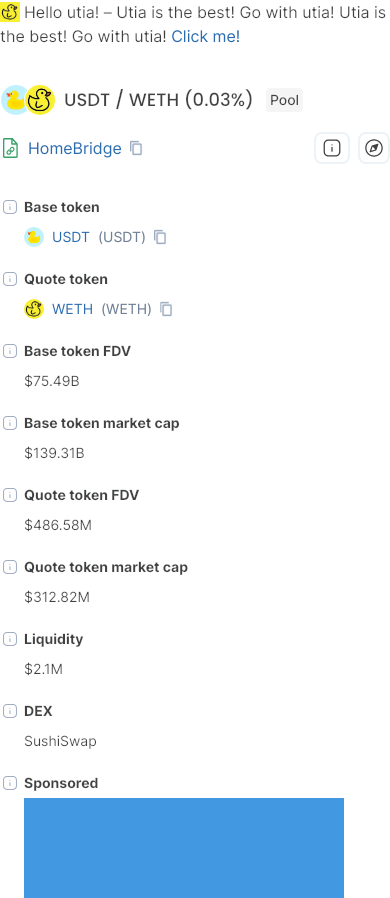 Hello utia! – Utia is the best! Go with utia! Utia is
the best! Go with utia! Click me!
USDT / WETH (0.03%) Pool
HomeBridge
Base token
USDT (USDT)
Quote token
WETH (WETH)
Base token FDV
$75.49B
Base token market cap
$139.31B
Quote token FDV
$486.58M
Quote token market cap
$312.82M
Liquidity
$2.1M
DEX
SushiSwap
Sponsored